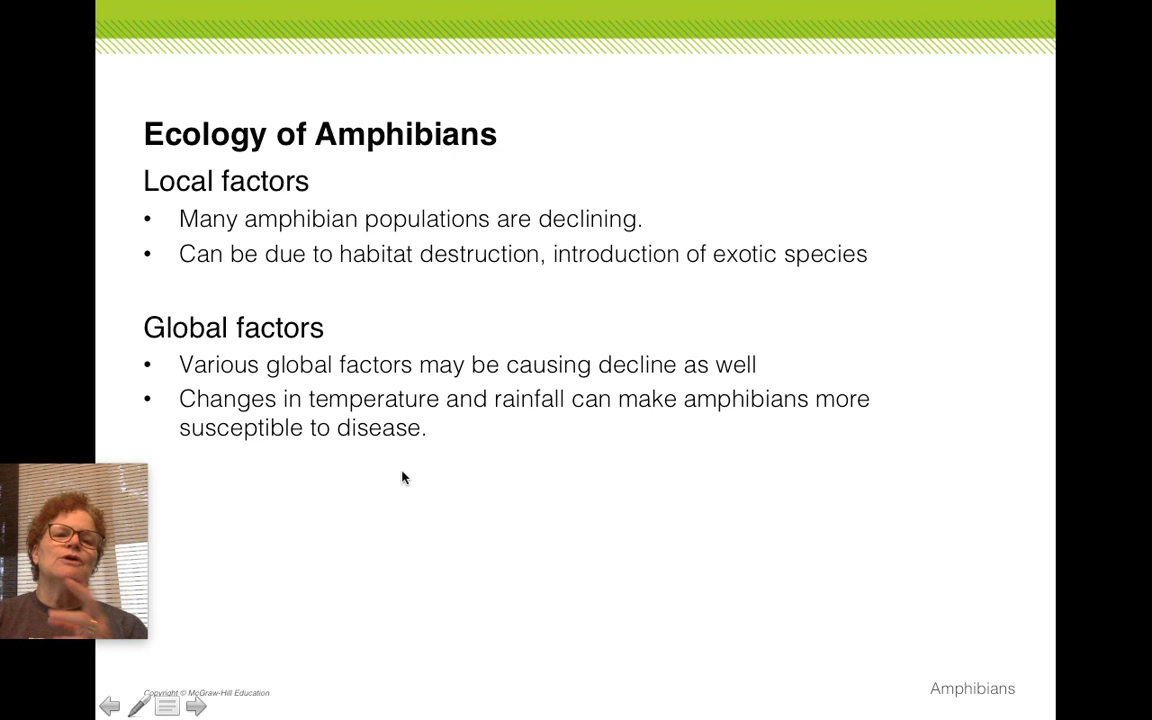 Ecology of Amphibians
Local factors
• Many amphibian populations are declining.
• Can be due to habitat destruction, introduction of exotic species
Global factors
• Various global factors may be causing decline as well
• Changes in temperature and rainfall can make amphibians more
susceptible to disease.
Copyright © McGraw-Hill Education
Amphibians